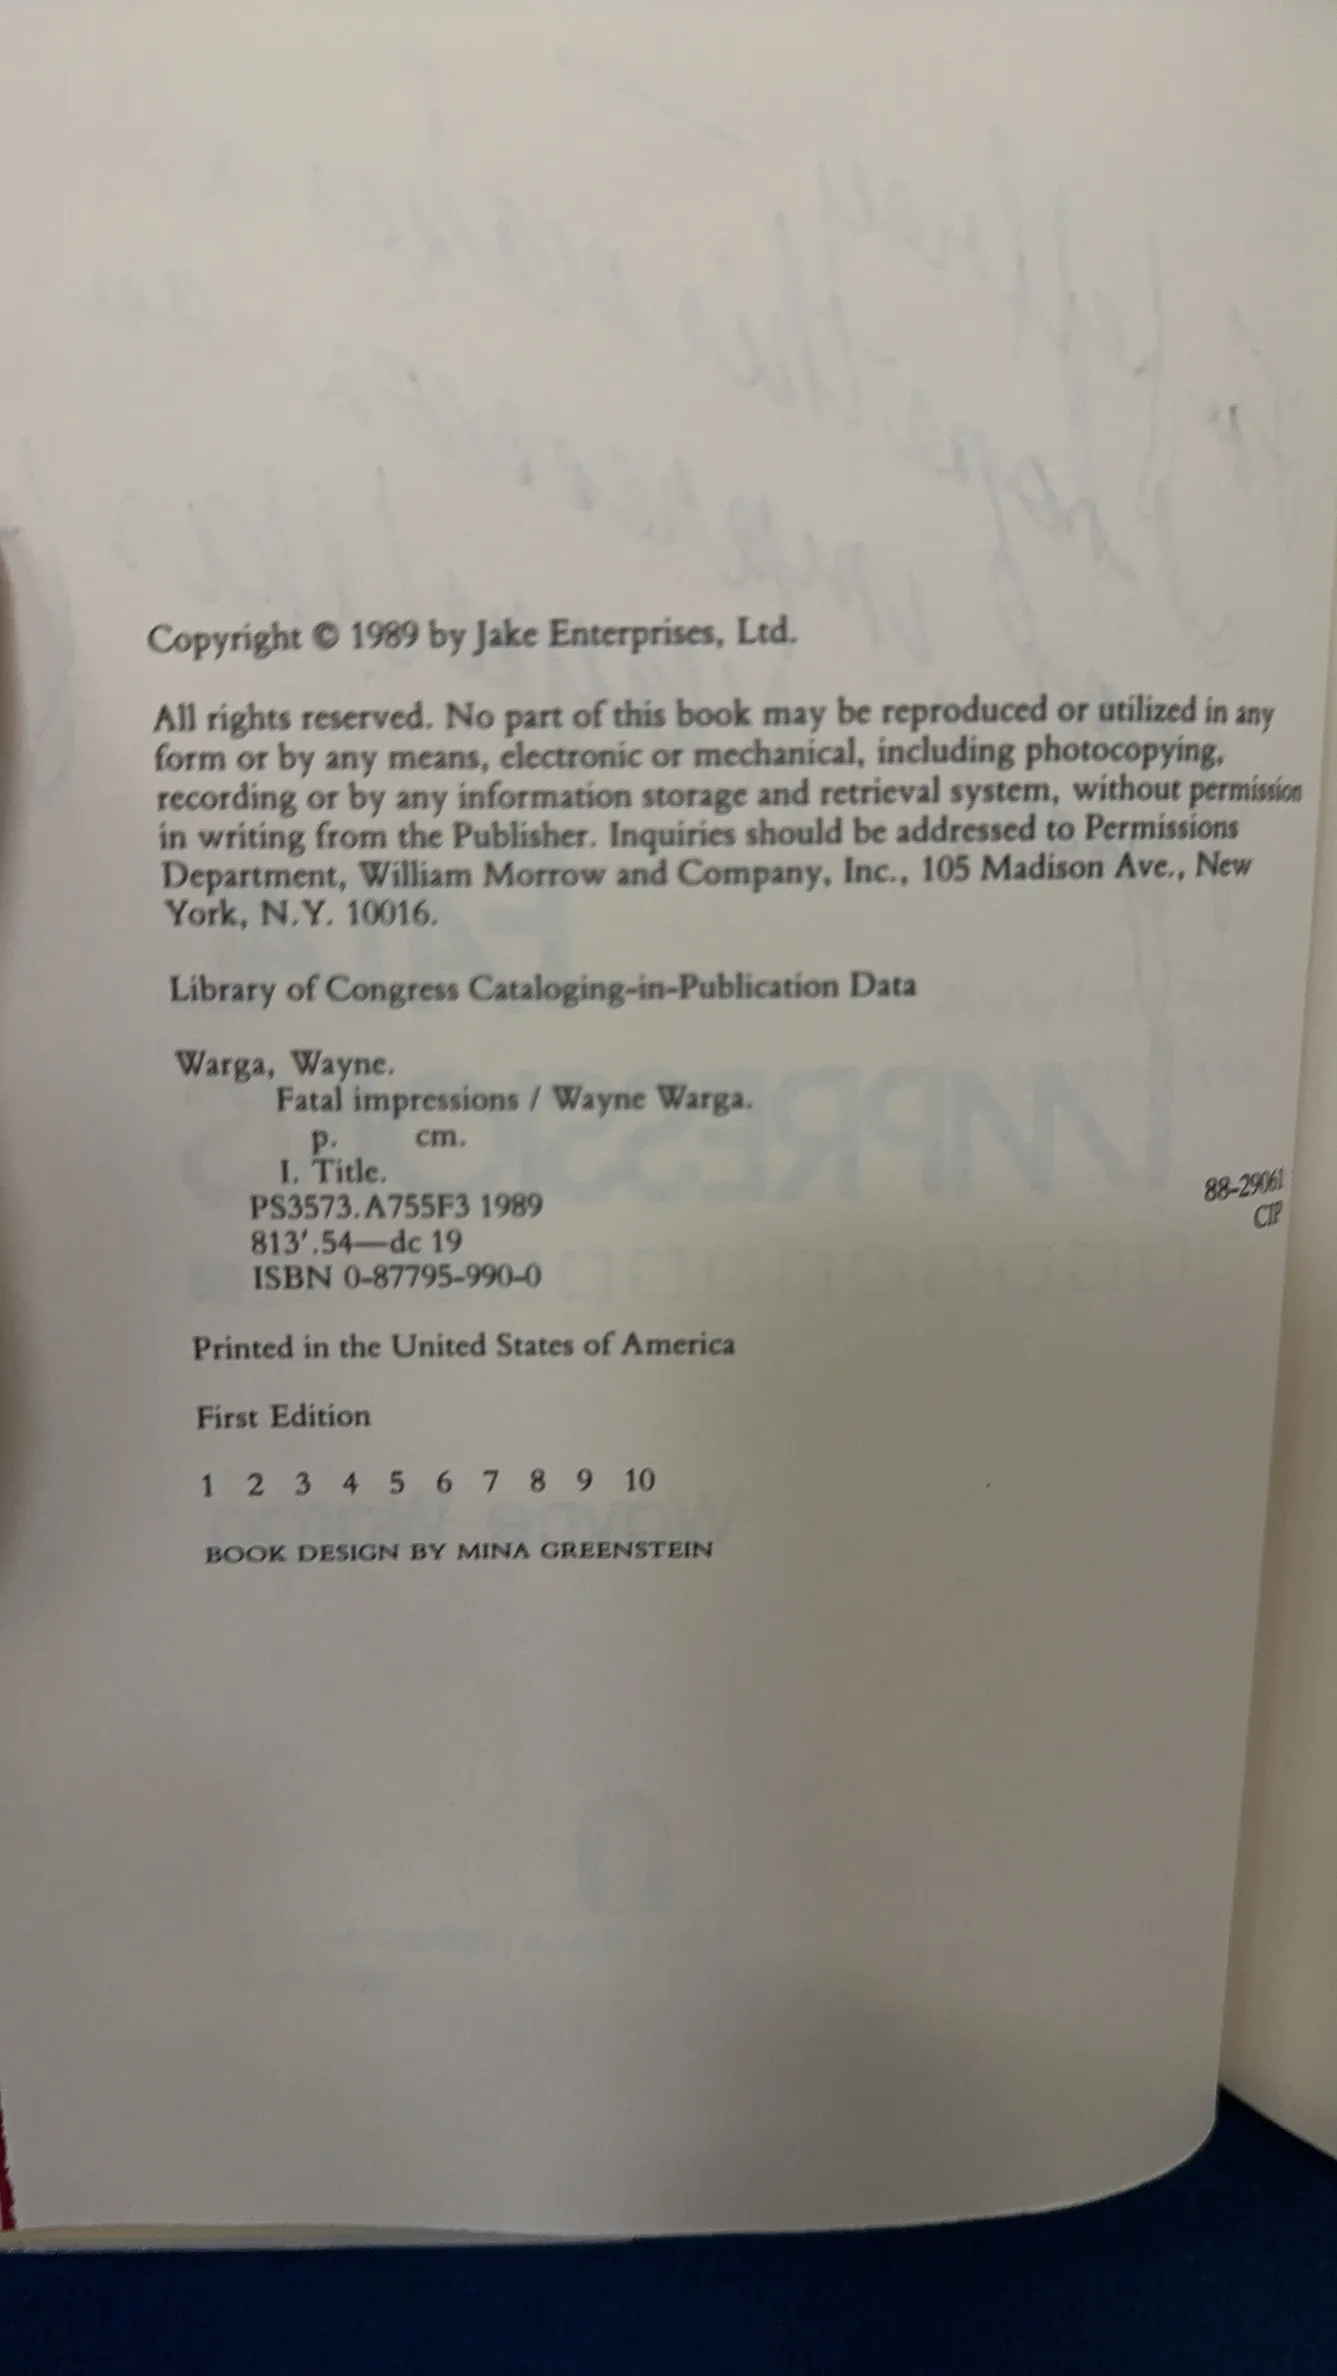 Copyright © 1989 by Jake Enterprises, Ltd.
All rights reserved. No part of this book may be reproduced or utilized in any
form or by any means, electronic or mechanical, including photocopying,
recording or by any information storage and retrieval system, without permission
in writing from the Publisher. Inquiries should be addressed to Permissions
Department, William Morrow and Company, Inc., 105 Madison Ave., New
York, N.Y. 10016.
Library of Congress Cataloging-in-Publication Data
Warga, Wayne.
Fatal impressions / Wayne Warga.
p. cm.
I. Title.
PS3573.A755F3 1989
813'.54—dc 19
ISBN 0-87795-990-0
88-29061
CIP
Printed in the United States of America
First Edition
1 2 3 4 5 6 7 8 9 10
BOOK DESIGN BY MINA GREENSTEIN